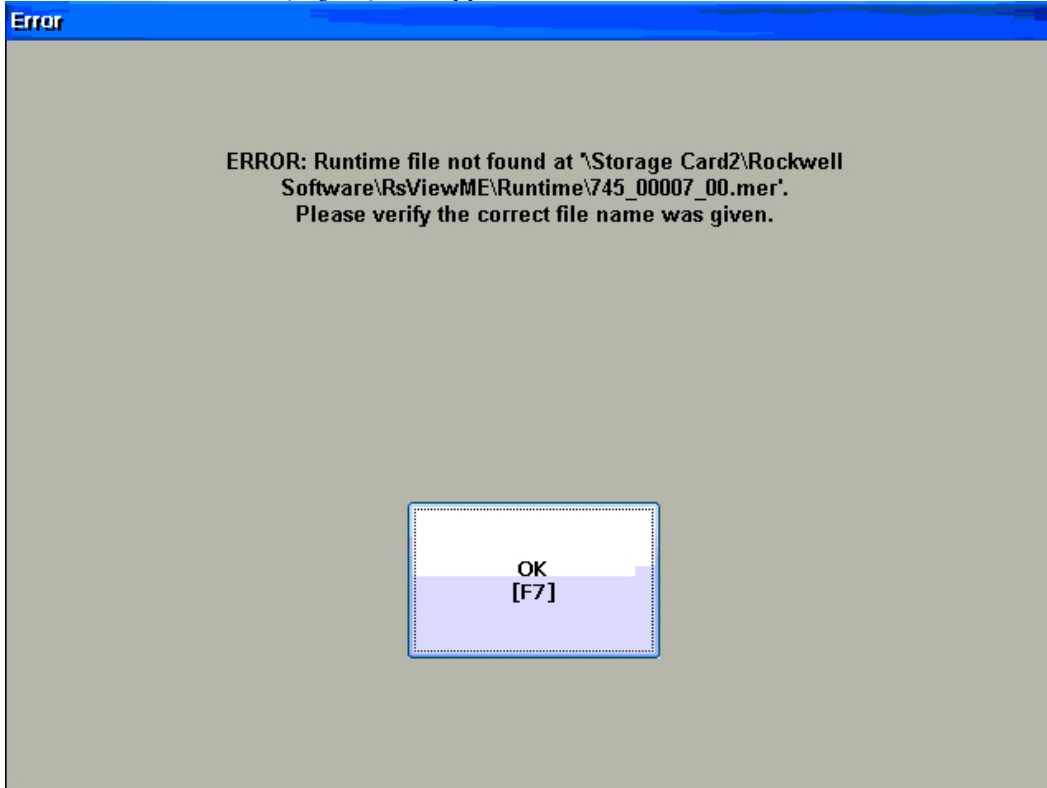 Error
ERROR: Runtime file not found at '\Storage Card2\Rockwell
Software\RsViewME\Runtime\745_00007_00.mer'.
Please verify the correct file name was given.
OK
[F7]